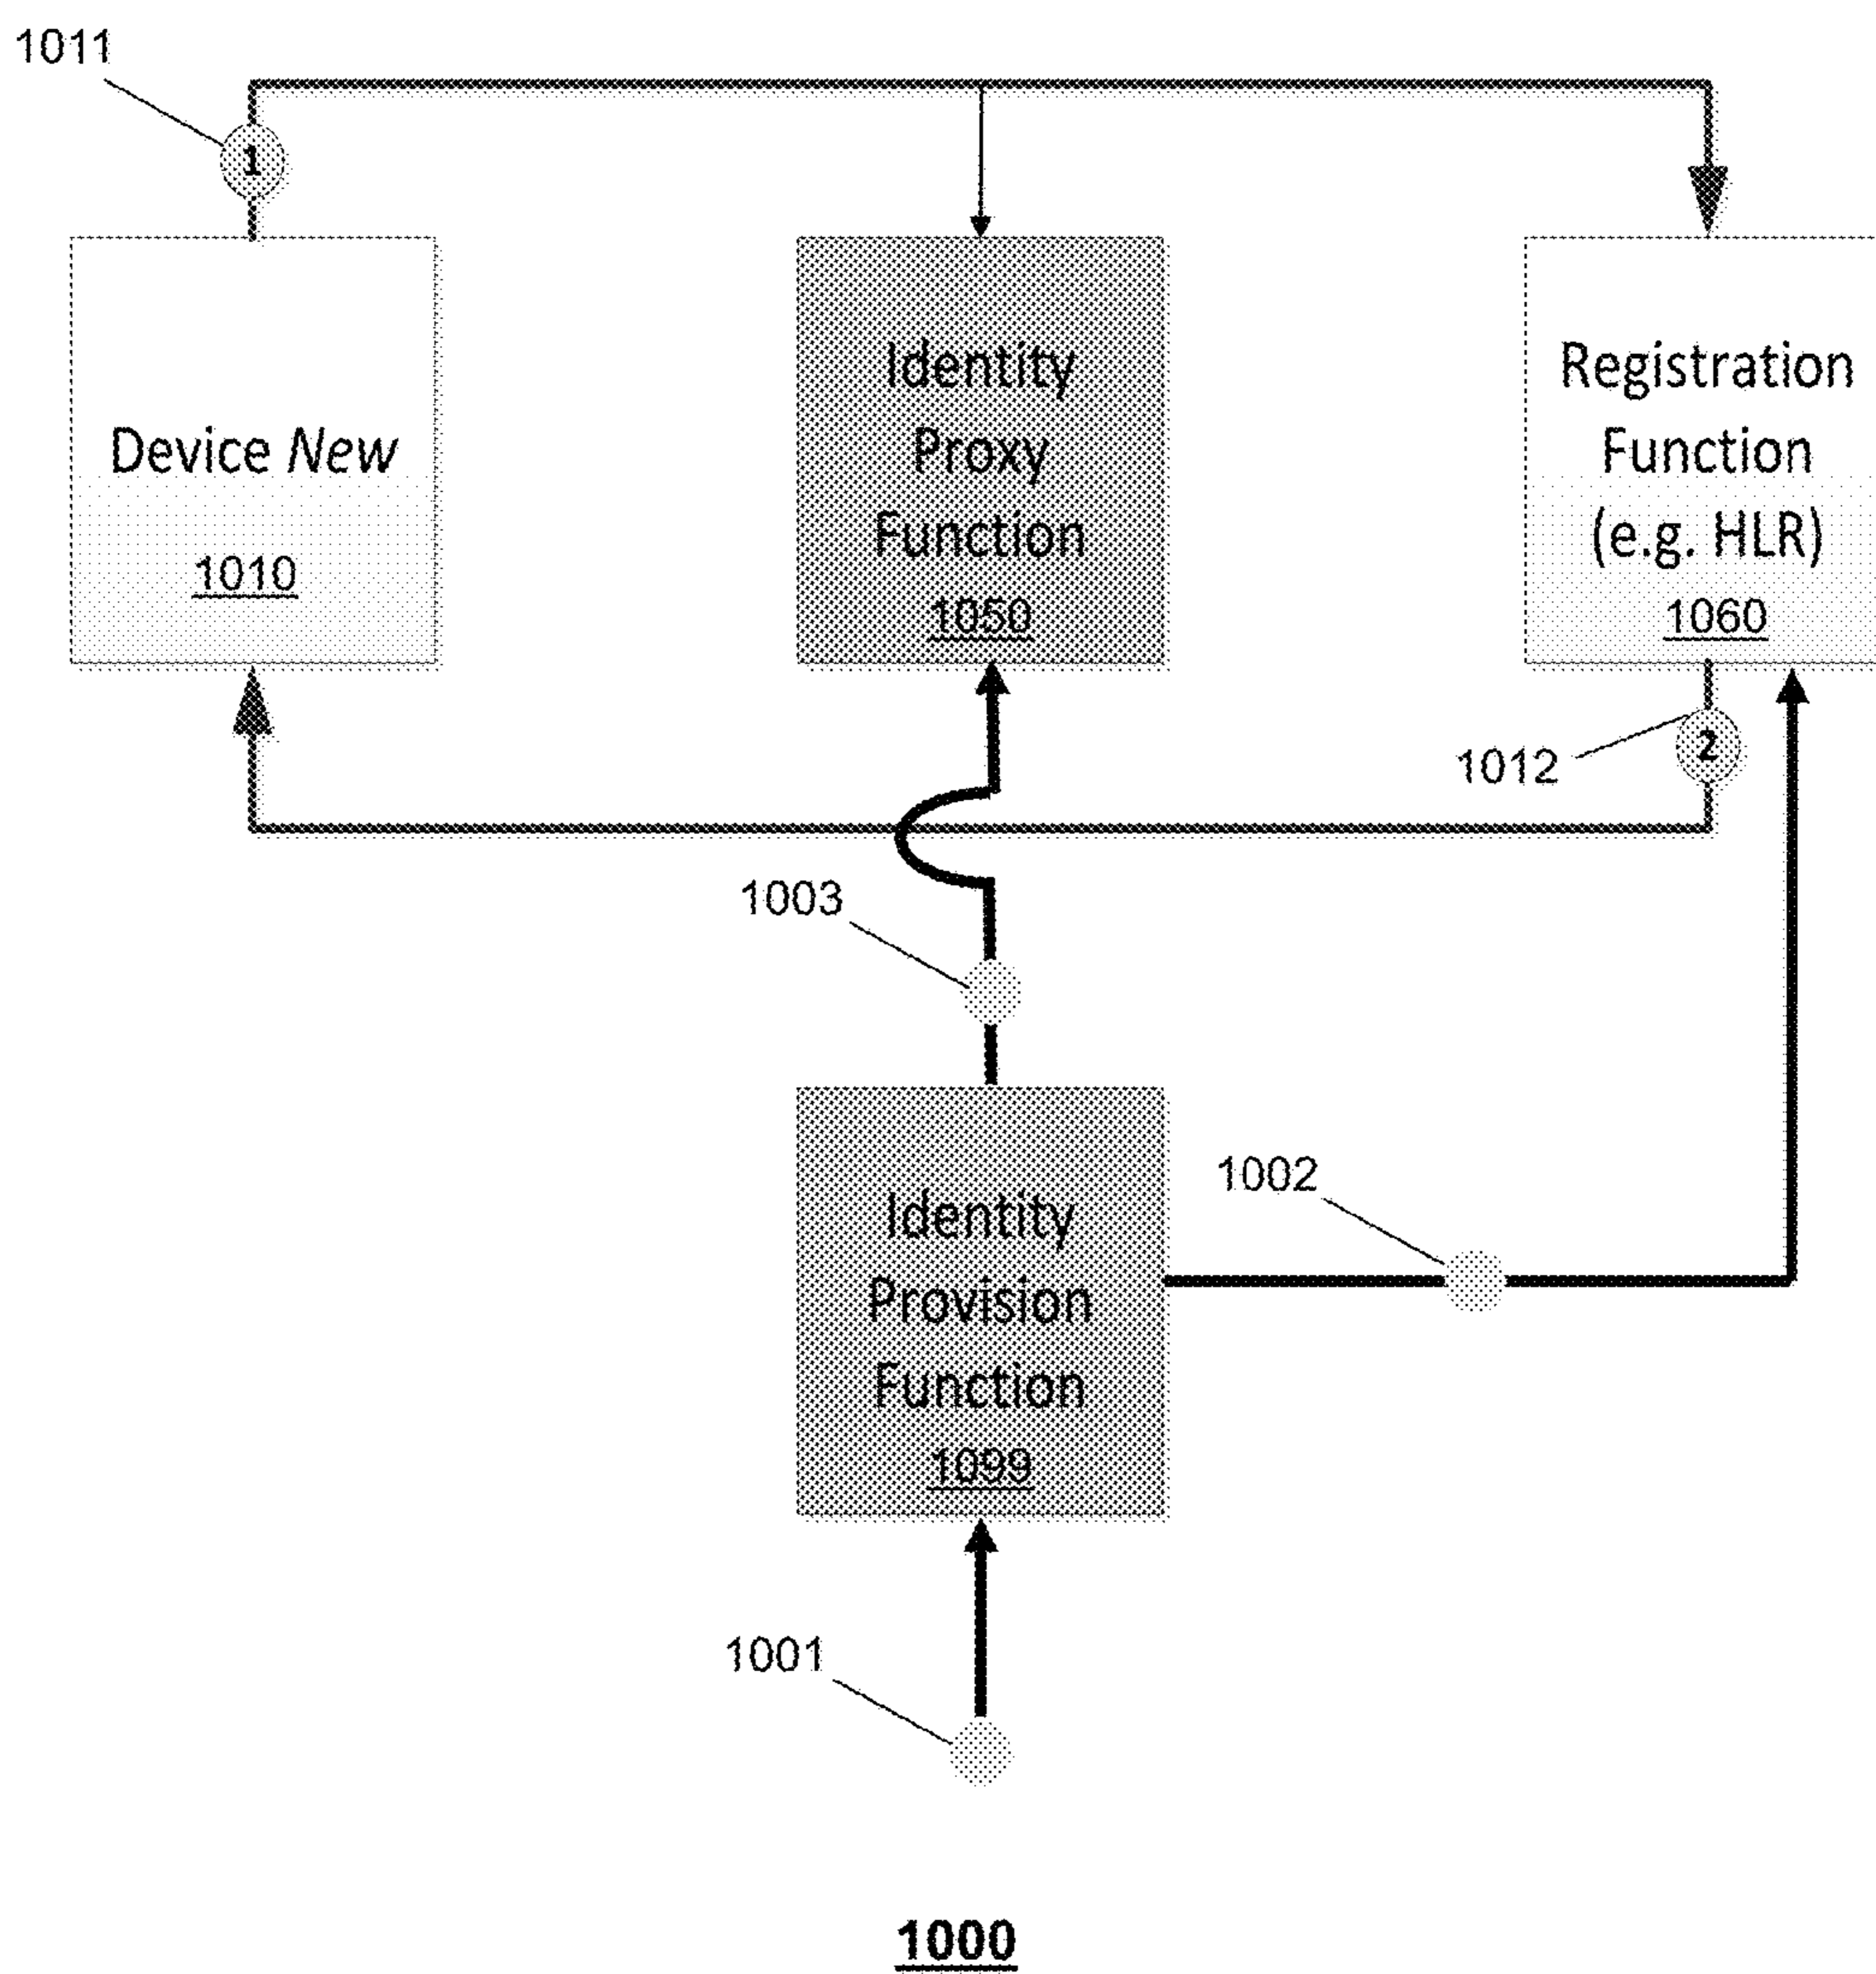 1011
1
Device New
1010
Identity
Proxy
Function
1050
Registration
Function
(e.g. HLR)
1060
1012
2
1003
1002
Identity
Provision
Function
1099
1001
1000